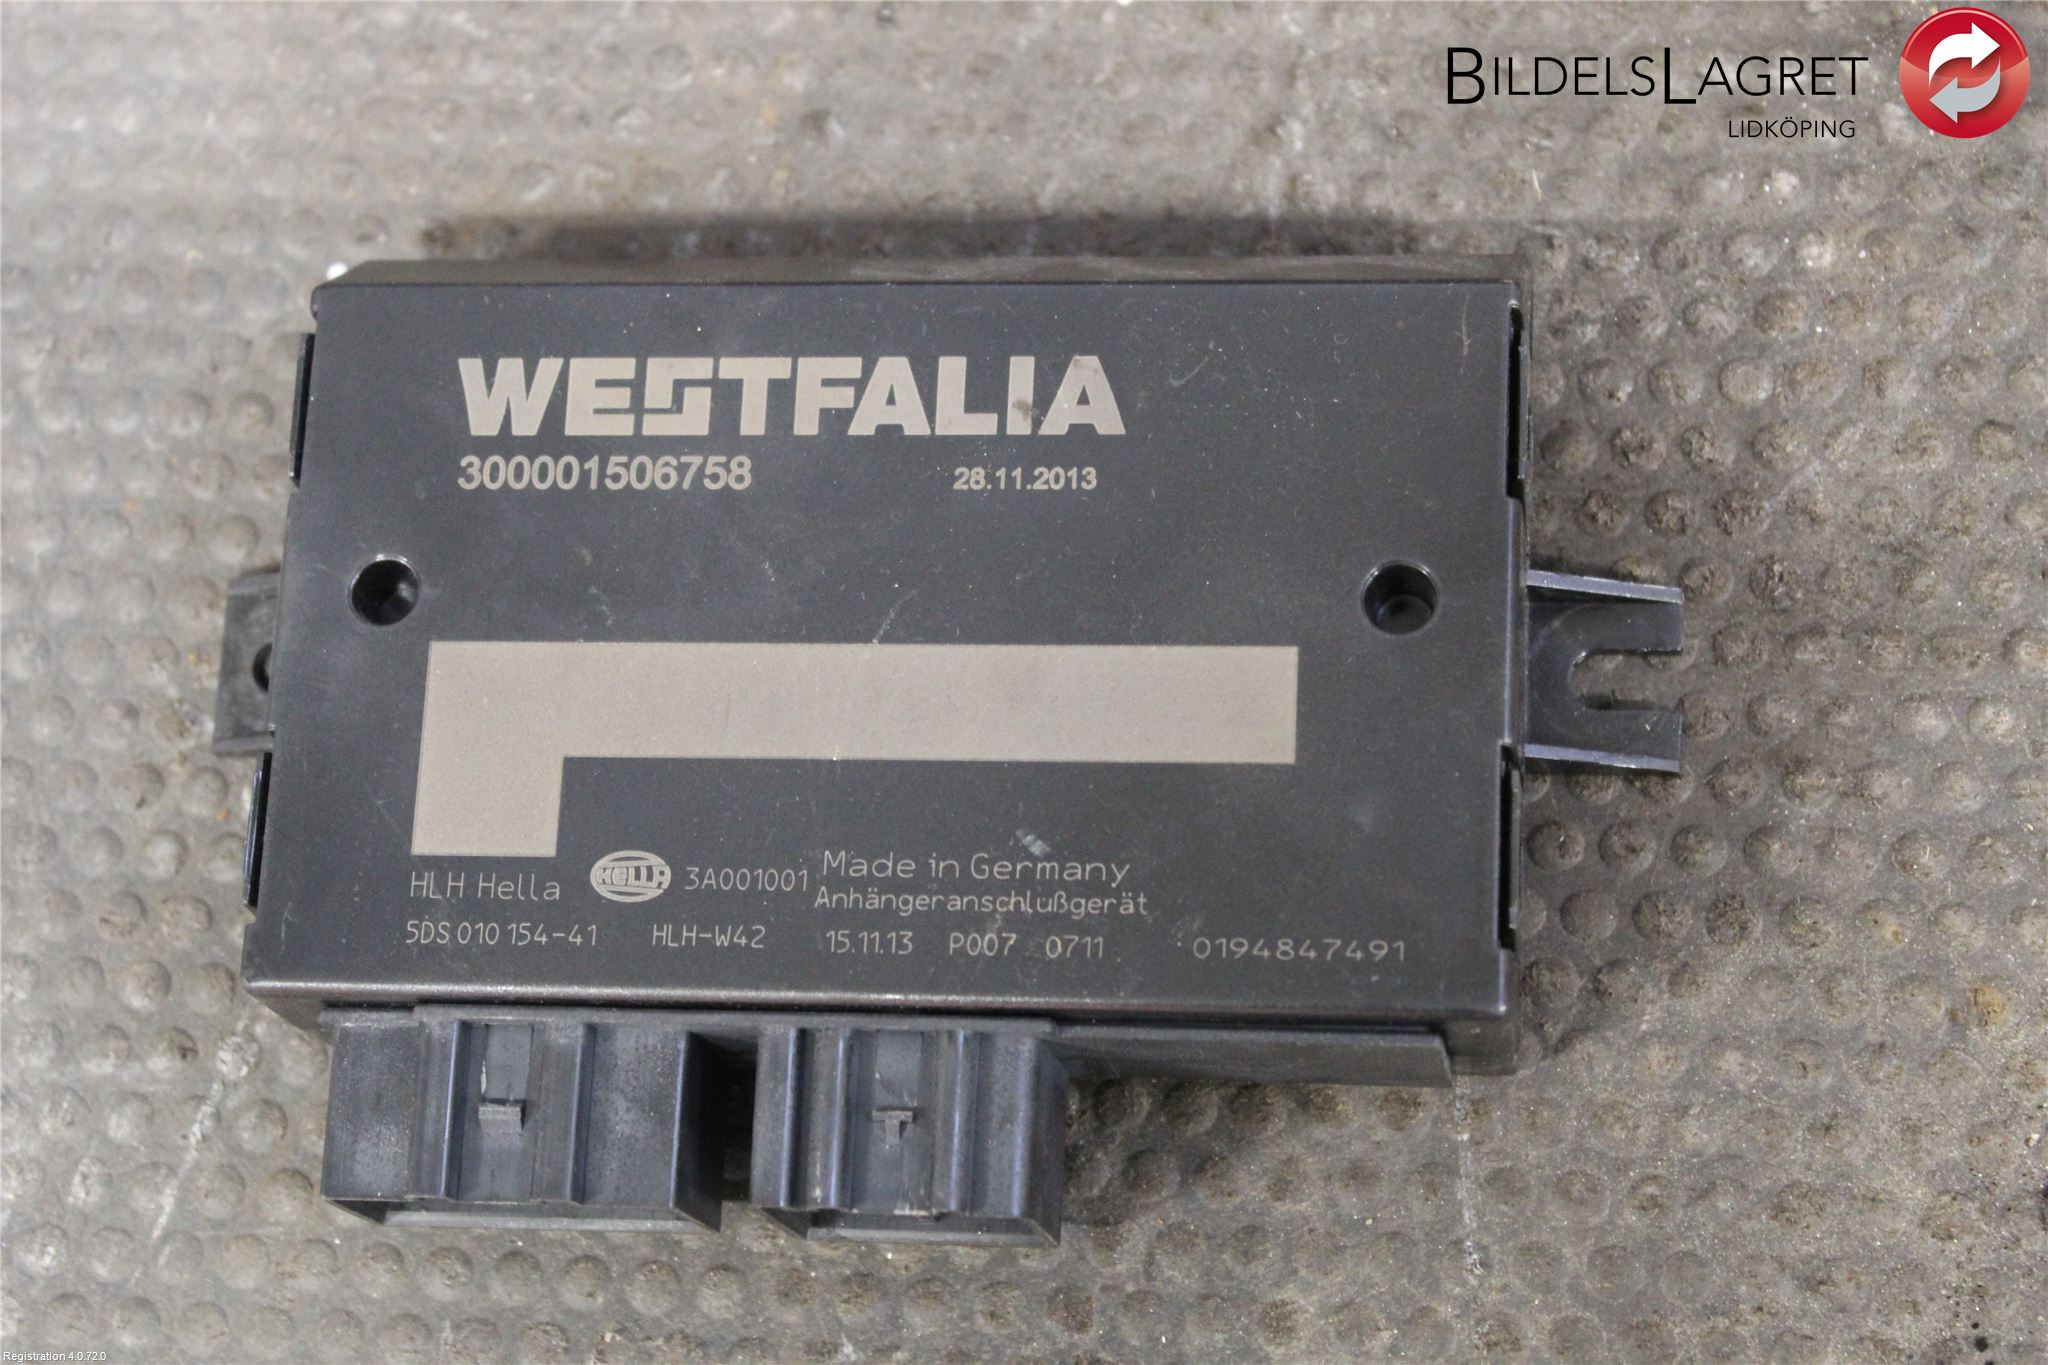 BILDELSLAGRET
LIDKÖPING
WESTFALIA
300001506758 28.11.2013
HLH Hella HELLA 3A001001 Made in Germany
Anhängeranschlußgerät
5DS 010 154-41 HLH-W42 15.11.13 P007 0711 0194847491
Registration 4.0.72.0